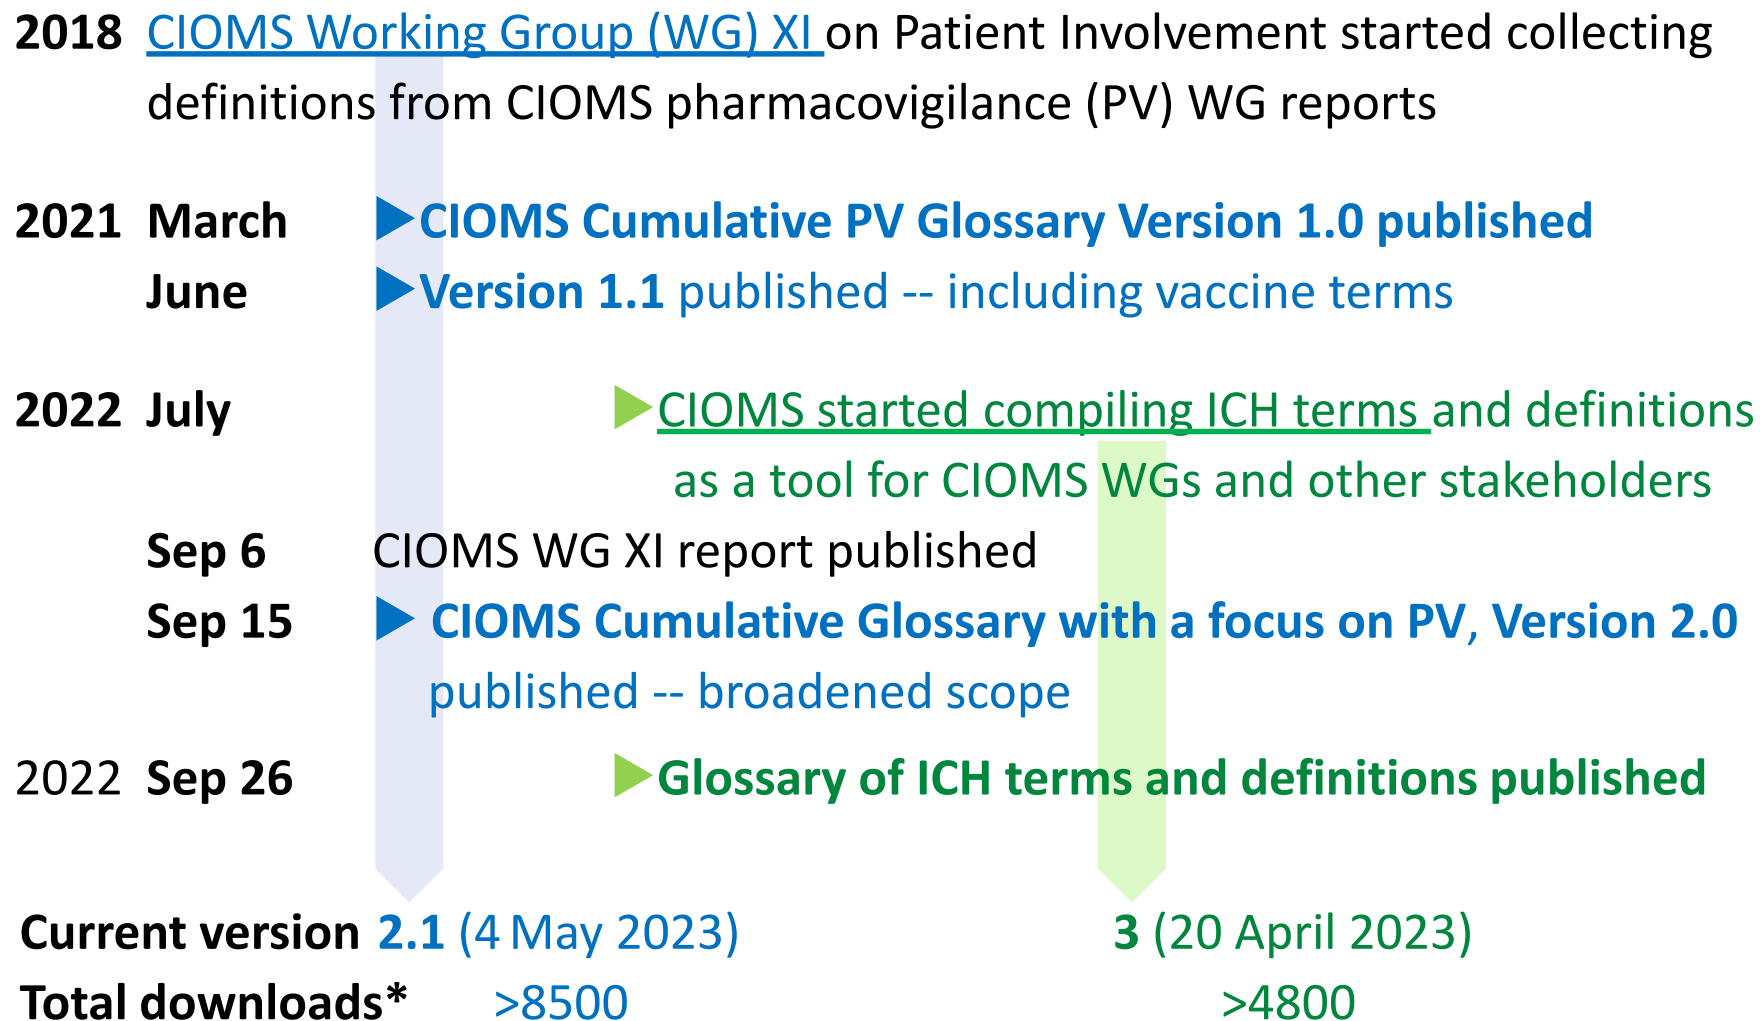 2018 CIOMS Working Group (WG) XI on Patient Involvement started collecting
definitions from CIOMS pharmacovigilance (PV) WG reports
2021 March CIOMS Cumulative PV Glossary Version 1.0 published
June Version 1.1 published -- including vaccine terms
2022 July CIOMS started compiling ICH terms and definitions
as a tool for CIOMS WGs and other stakeholders
Sep 6 CIOMS WG XI report published
Sep 15 CIOMS Cumulative Glossary with a focus on PV, Version 2.0
published -- broadened scope
2022 Sep 26 Glossary of ICH terms and definitions published
Current version 2.1 (4 May 2023) 3 (20 April 2023)
Total downloads* >8500 >4800